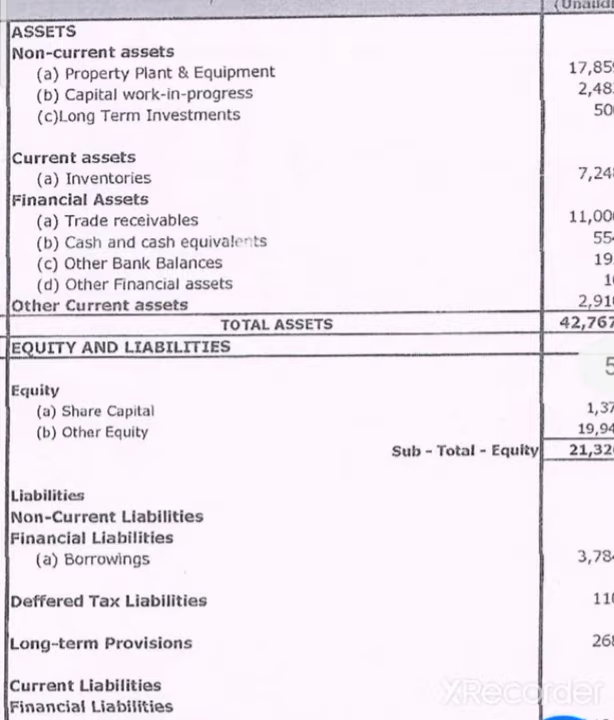 (Unaudi
ASSETS
Non-current assets
(a) Property Plant & Equipment 17,859
(b) Capital work-in-progress 2,48
(c)Long Term Investments 50
Current assets
(a) Inventories 7,24
Financial Assets
(a) Trade receivables 11,00
(b) Cash and cash equivalents 55
(c) Other Bank Balances 19
(d) Other Financial assets 1
Other Current assets 2,91
TOTAL ASSETS 42,767
EQUITY AND LIABILITIES
5
Equity
(a) Share Capital 1,37
(b) Other Equity 19,94
Sub - Total - Equity 21,32
Liabilities
Non-Current Liabilities
Financial Liabilities
(a) Borrowings 3,78
Deffered Tax Liabilities 11
Long-term Provisions 26
Current Liabilities
Financial Liabilities
XRecorder